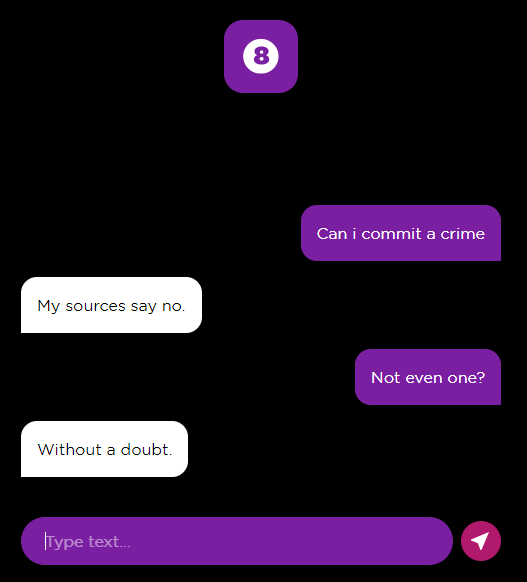 8
Can i commit a crime
My sources say no.
Not even one?
Without a doubt.
Type text...